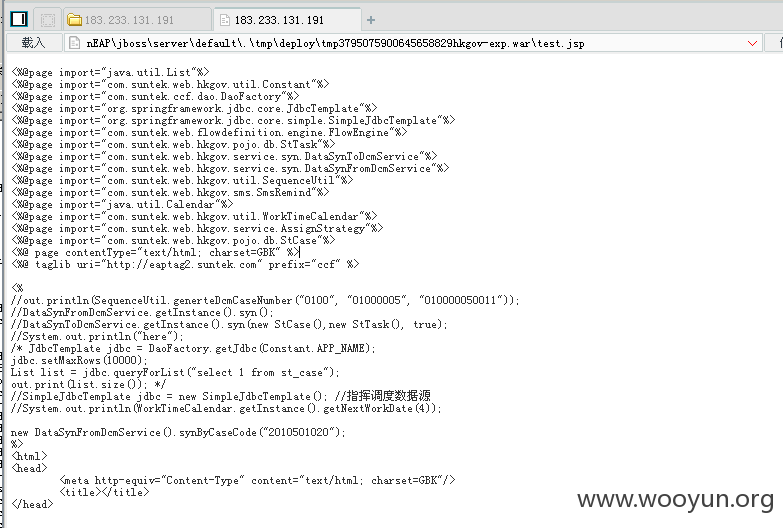 183.233.131.191
183.233.131.191
载入
nEAP\jboss\server\default\.\tmp\deploy\tmp3795075900645658829hkgov-exp.war\test.jsp
<%@page import="java.util.List"%>
<%@page import="com.suntek.web.hkgov.util.Constant"%>
<%@page import="com.suntek.ccf.dao.DaoFactory"%>
<%@page import="org.springframework.jdbc.core.JdbcTemplate"%>
<%@page import="org.springframework.jdbc.core.simple.SimpleJdbcTemplate"%>
<%@page import="com.suntek.web.flowdefinition.engine.FlowEngine"%>
<%@page import="com.suntek.web.hkgov.pojo.db.StTask"%>
<%@page import="com.suntek.web.hkgov.service.syn.DataSynToDcmService"%>
<%@page import="com.suntek.web.hkgov.service.syn.DataSynFromDcmService"%>
<%@page import="com.suntek.web.hkgov.util.SequenceUtil"%>
<%@page import="com.suntek.web.hkgov.sms.SmsRemind"%>
<%@page import="java.util.Calendar"%>
<%@page import="com.suntek.web.hkgov.util.WorkTimeCalendar"%>
<%@page import="com.suntek.web.hkgov.service.AssignStrategy"%>
<%@page import="com.suntek.web.hkgov.pojo.db.StCase"%>
<%@ page contentType="text/html; charset=GBK" %>
<%@ taglib uri="http://eaptag2.suntek.com" prefix="ccf" %>
<%
//out.println(SequenceUtil.generteDcmCaseNumber("0100", "01000005", "010000050011"));
//DataSynFromDcmService.getInstance().syn();
//DataSynToDcmService.getInstance().syn(new StCase(),new StTask(), true);
//System.out.println("here");
/* JdbcTemplate jdbc = DaoFactory.getJdbc(Constant.APP_NAME);
jdbc.setMaxRows(10000);
List list = jdbc.queryForList("select 1 from st_case");
out.print(list.size()); */
//SimpleJdbcTemplate jdbc = new SimpleJdbcTemplate(); //指挥调度数据源
//System.out.println(WorkTimeCalendar.getInstance().getNextWorkDate(4));
new DataSynFromDcmService().synByCaseCode("2010501020");
%>
<html>
<head>
<meta http-equiv="Content-Type" content="text/html; charset=GBK"/>
<title></title>
</head>
www.wooyun.org